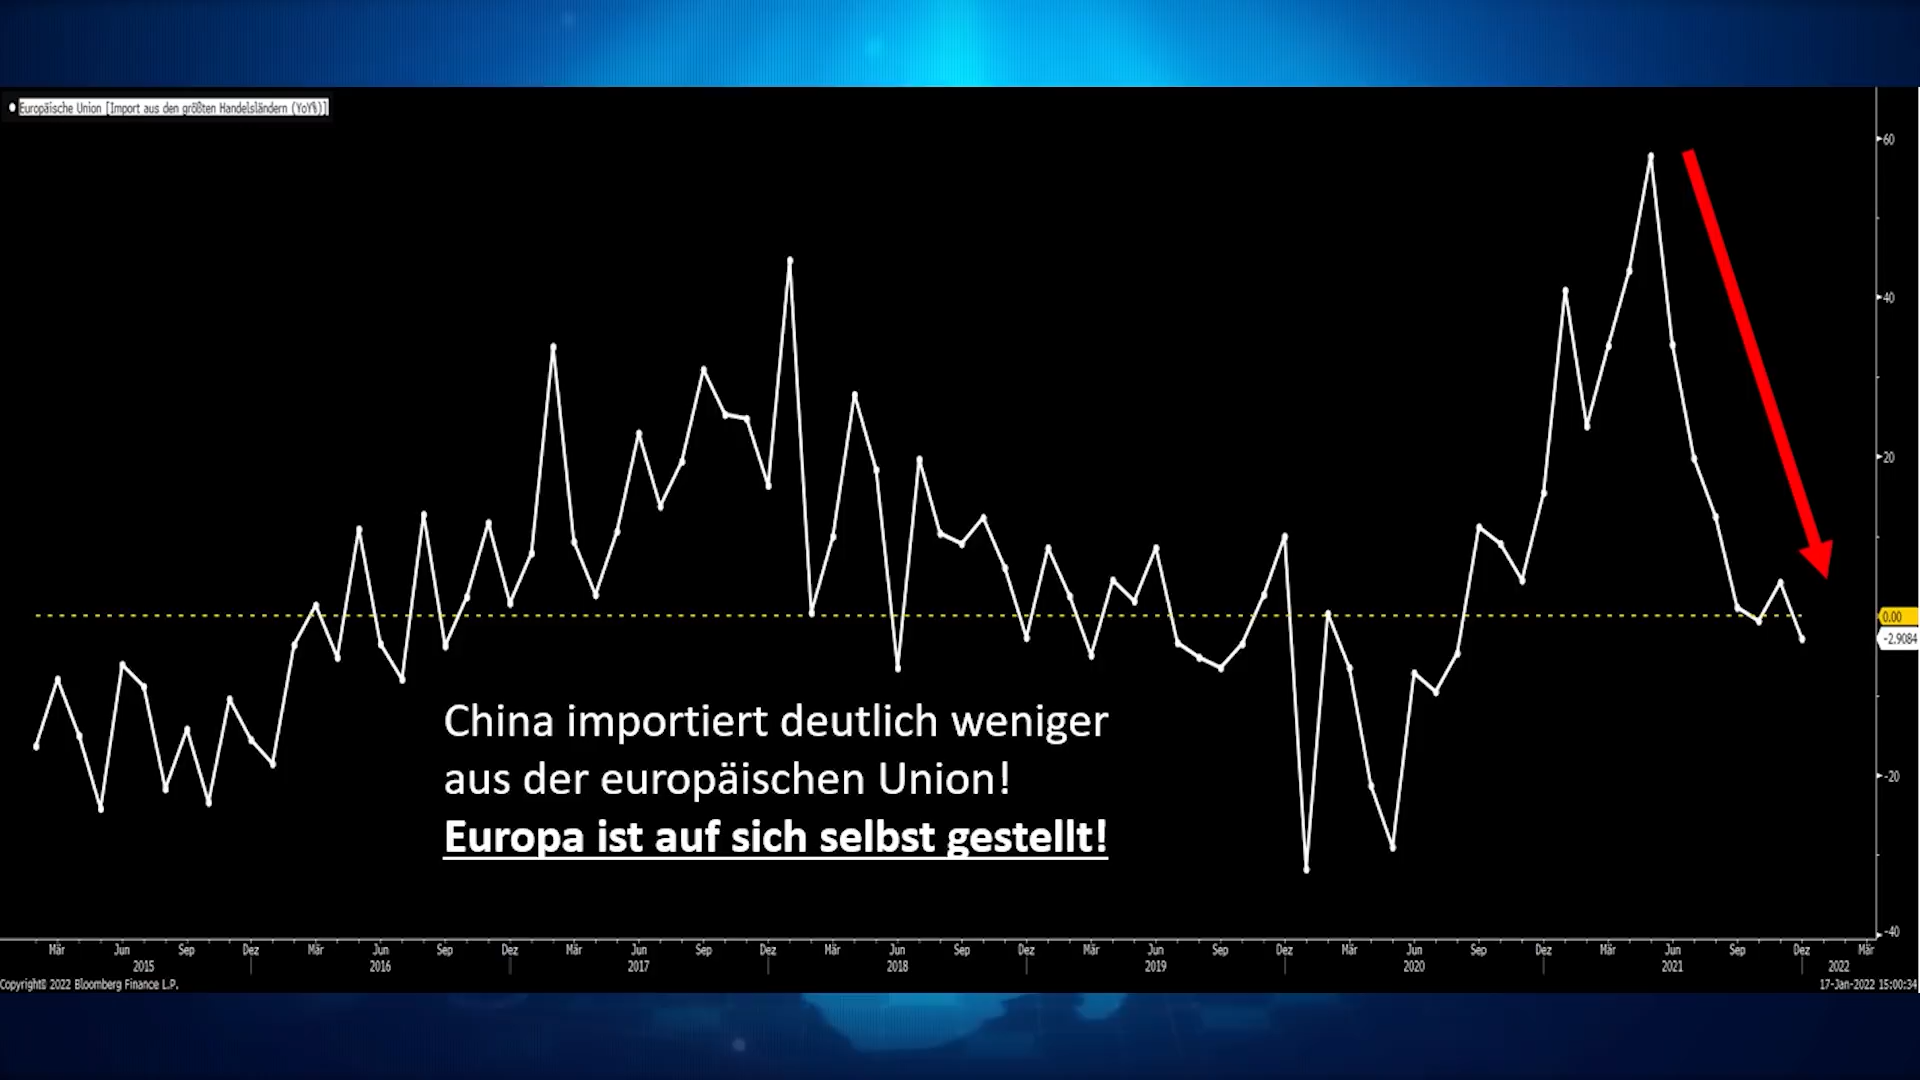 Europäische Union [Import aus den größten Handelsländern (YoY%)]
60
40
20
0.00
-2.9084
-20
-40
China importiert deutlich weniger
aus der europäischen Union!
Europa ist auf sich selbst gestellt!
Mär Jun Sep Dez Mär Jun Sep Dez Mär Jun Sep Dez Mär Jun Sep Dez Mär Jun Sep Dez Mär Jun Sep Dez Mär Jun Sep Dez Mär
2015 2016 2017 2018 2019 2020 2021 2022
Copyright© 2022 Bloomberg Finance L.P.
17-Jan-2022 15:00:34